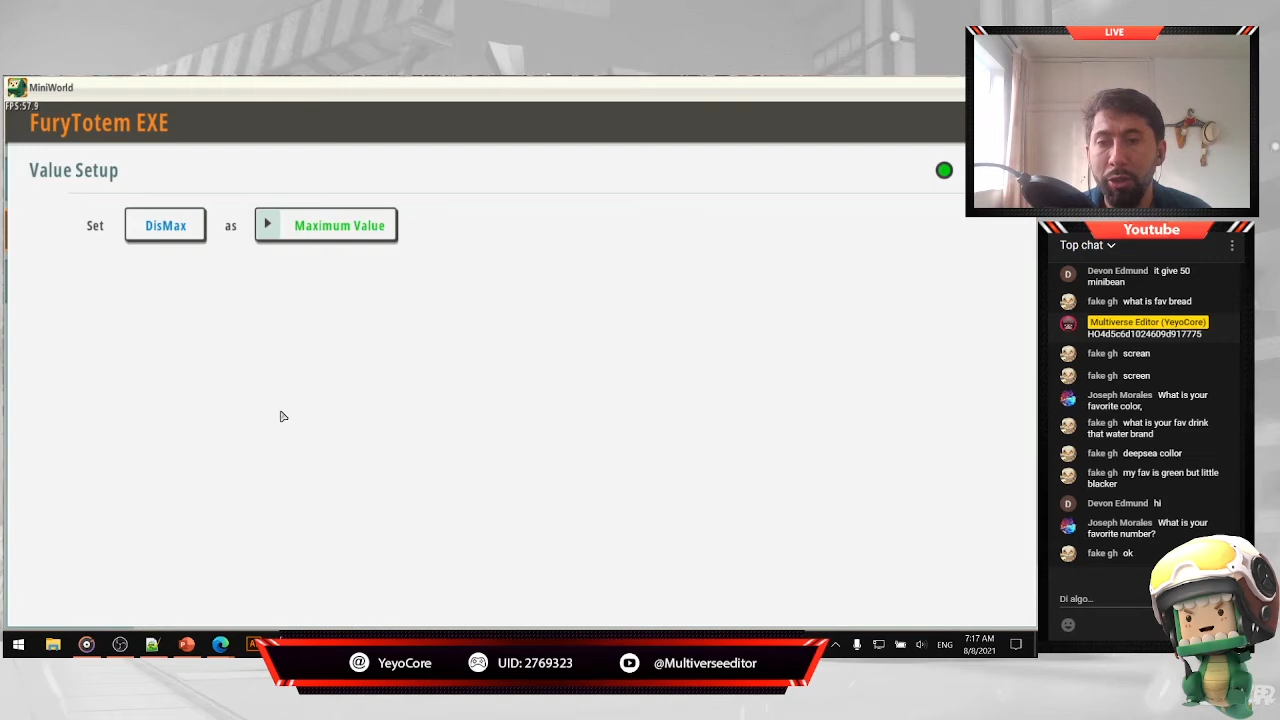 MiniWorld
FPS:57.9
FuryTotem EXE
Value Setup
Set DisMax as Maximum Value
LIVE
Youtube
Top chat
Devon Edmund it give 50
minibean
fake gh what is fav bread
Multiverse Editor (YeyoCore)
HO4d5c6d1024609d917775
fake gh screan
fake gh screen
Joseph Morales What is your
favorite color,
fake gh what is your fav drink
that water brand
fake gh deepsea collor
fake gh my fav is green but little
blacker
Devon Edmund hi
Joseph Morales What is your
favorite number?
fake gh ok
Di algo...
ENG
7:17 AM
8/8/2021
YeyoCore
UID: 2769323
@Multiverseeditor